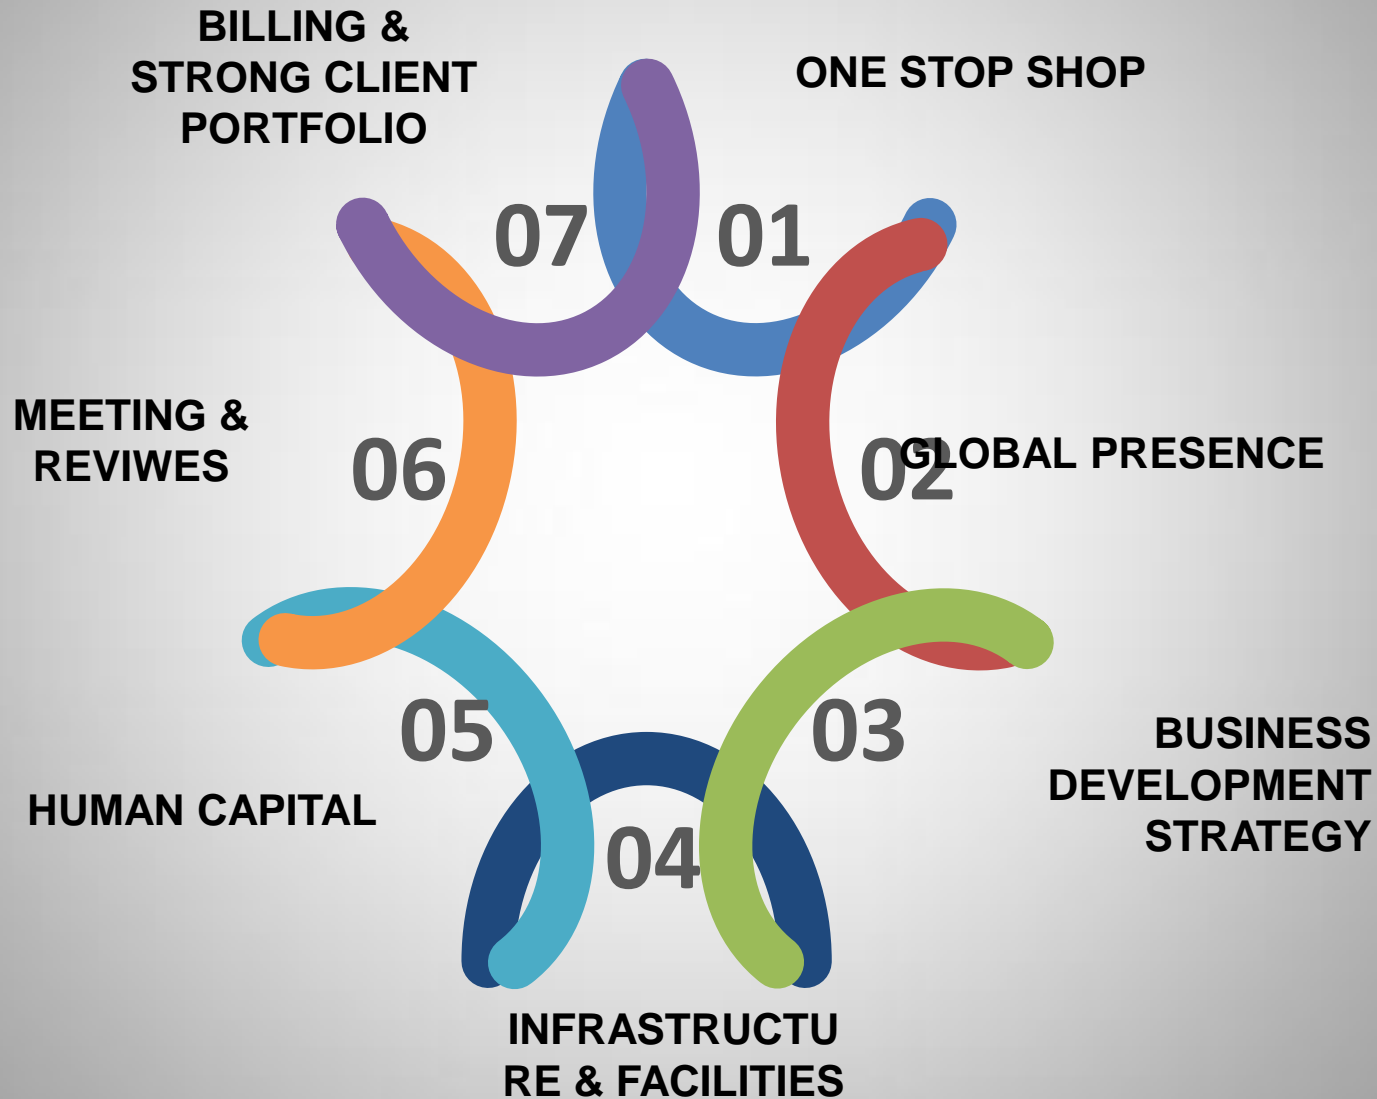 01
ONE STOP SHOP
02
GLOBAL PRESENCE
03
BUSINESS
DEVELOPMENT
STRATEGY
04
INFRASTRUCTU
RE & FACILITIES
05
HUMAN CAPITAL
06
MEETING &
REVIWES
07
BILLING &
STRONG CLIENT
PORTFOLIO